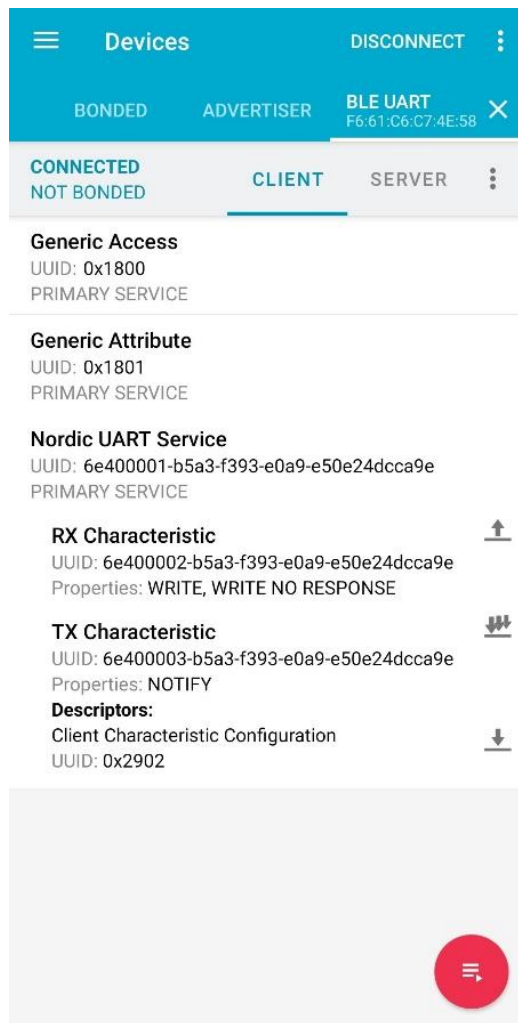 Devices
DISCONNECT
BONDED
ADVERTISER
BLE UART
F6:61:C6:C7:4E:58
CONNECTED
NOT BONDED
CLIENT
SERVER
Generic Access
UUID: 0x1800
PRIMARY SERVICE
Generic Attribute
UUID: 0x1801
PRIMARY SERVICE
Nordic UART Service
UUID: 6e400001-b5a3-f393-e0a9-e50e24dcca9e
PRIMARY SERVICE
RX Characteristic
UUID: 6e400002-b5a3-f393-e0a9-e50e24dcca9e
Properties: WRITE, WRITE NO RESPONSE
TX Characteristic
UUID: 6e400003-b5a3-f393-e0a9-e50e24dcca9e
Properties: NOTIFY
Descriptors:
Client Characteristic Configuration
UUID: 0x2902